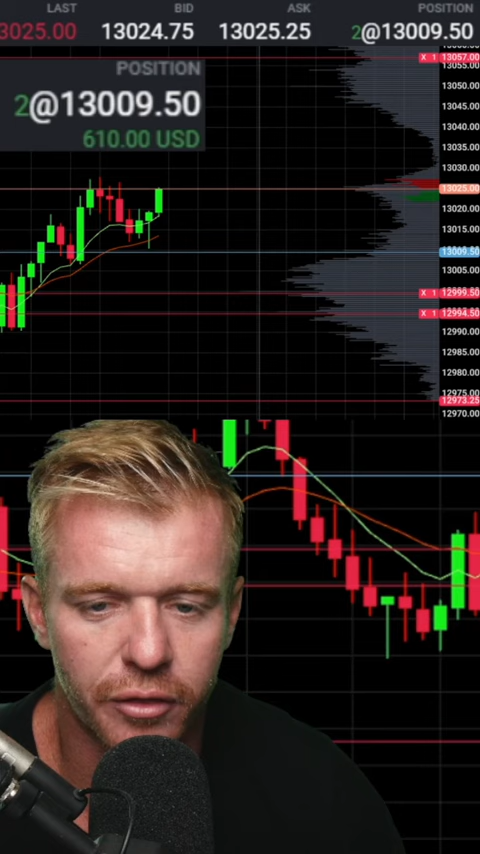 LAST BID ASK POSITION
3025.00 13024.75 13025.25 2@13009.50
POSITION
2@13009.50
610.00 USD
X 1 13057.00
13055.00
13050.00
13045.00
13040.00
13035.00
13030.00
13025.00
13020.00
13015.00
13009.50
13005.00
X 1 12999.50
X 1 12994.50
12990.00
12985.00
12980.00
12975.00
12973.25
12970.00